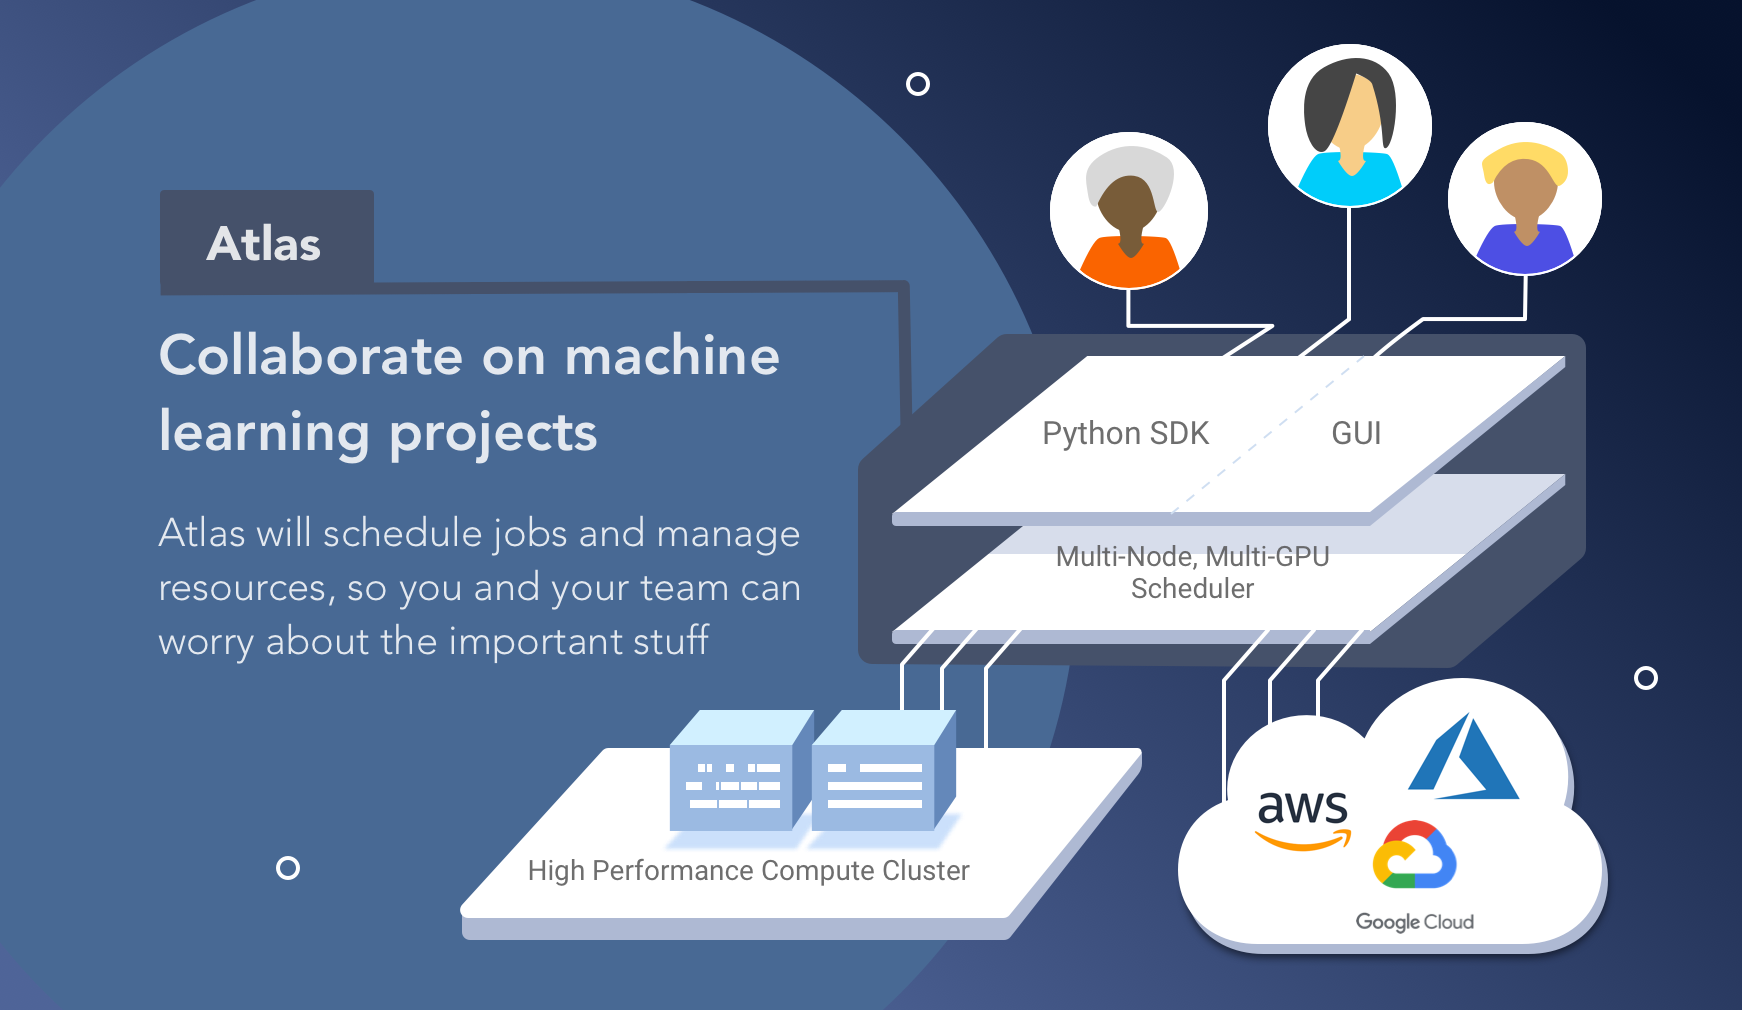 Atlas
Collaborate on machine
learning projects
Atlas will schedule jobs and manage
resources, so you and your team can
worry about the important stuff
Python SDK
GUI
Multi-Node, Multi-GPU
Scheduler
High Performance Compute Cluster
aws
Google Cloud